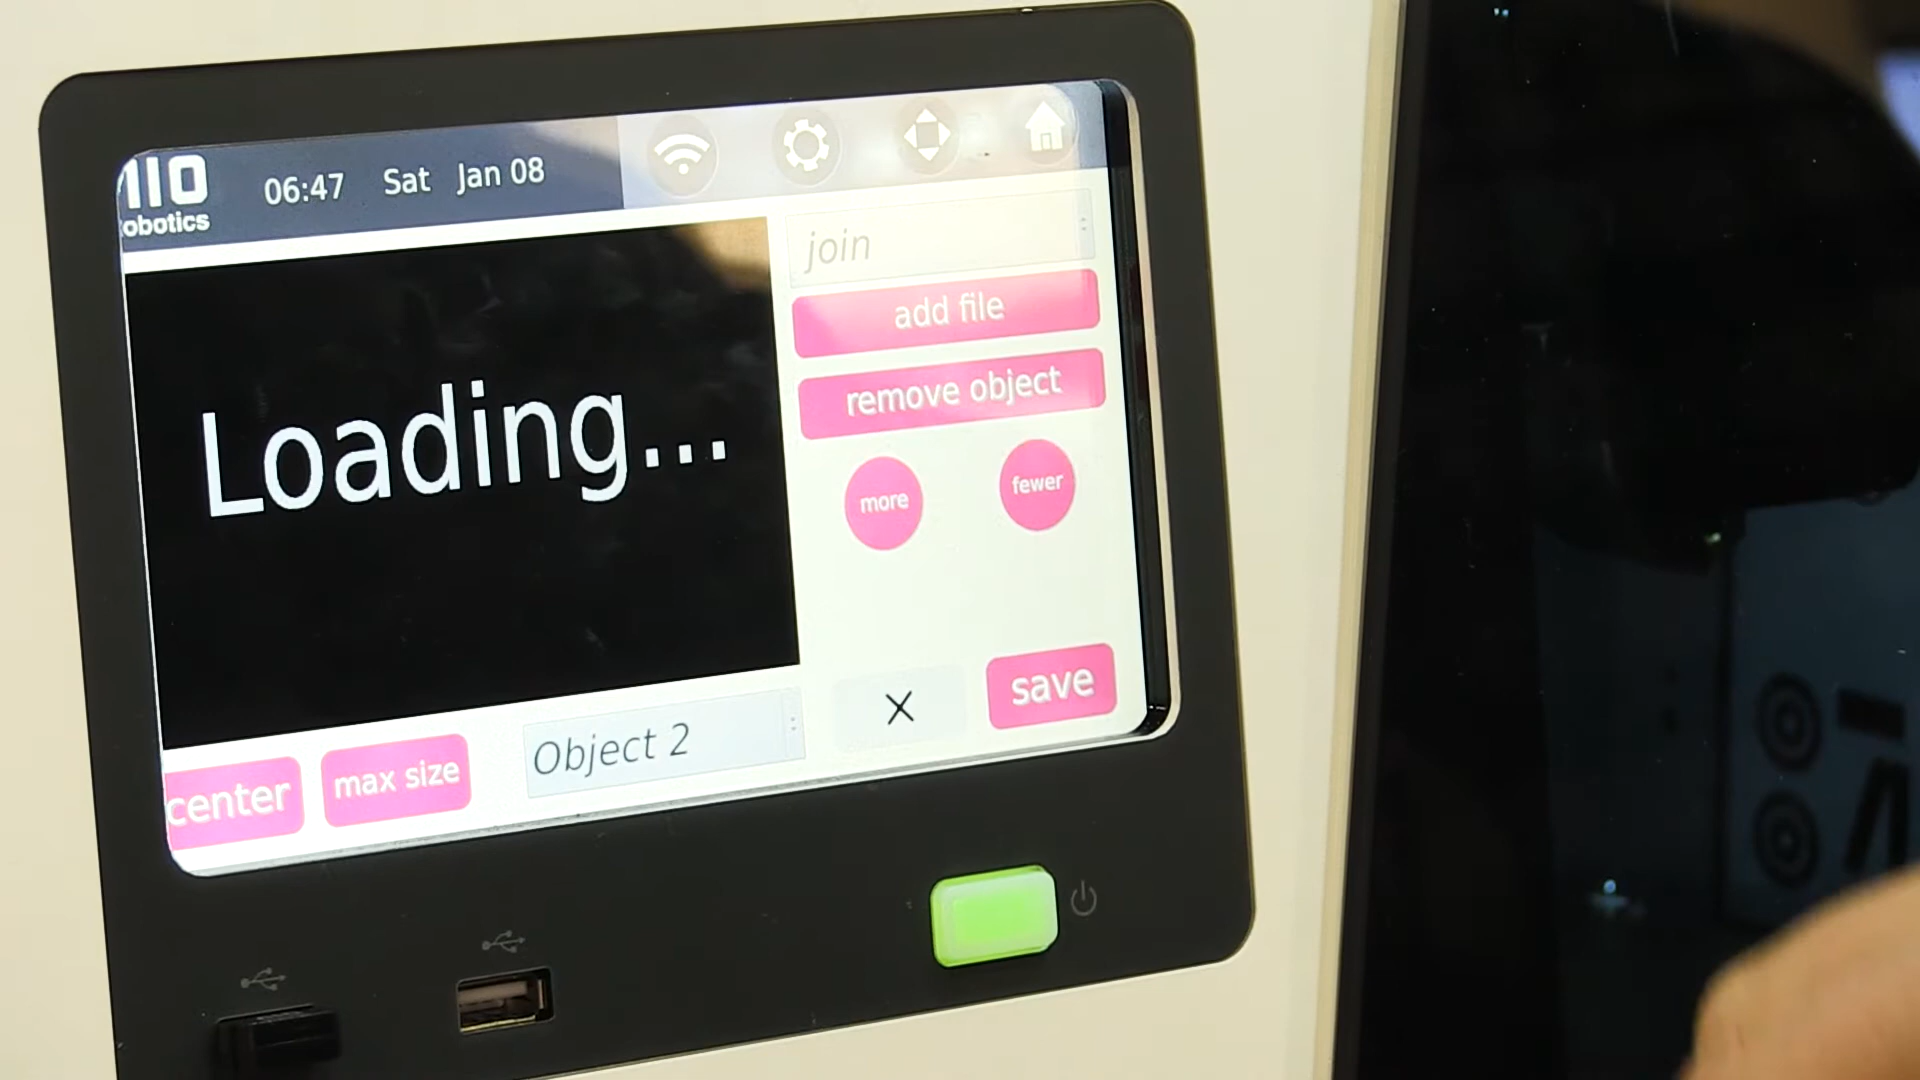 110
obotics
06:47 Sat Jan 08
join
add file
remove object
more
fewer
Loading...
center
max size
Object 2
X
save